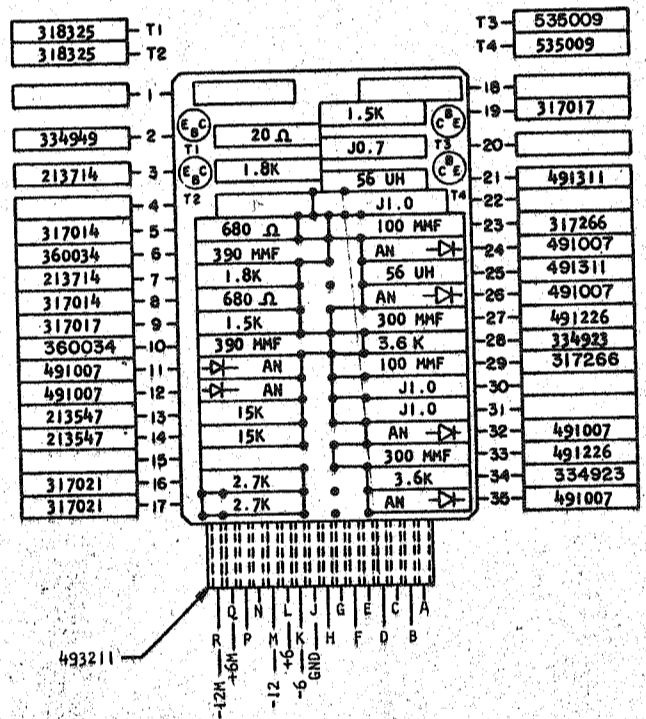 318325 T1
318325 T2
T3 535009
T4 535009
1
18
1.5K
19 317017
334949 2
E B C
T1
20 Ω
C B E
T3
J0.7
20
213714 3
E B C
T2
1.8K
56 UH
C B E
T4
21 491311
4
J1.0
22
317014 5
680 Ω
100 MMF
23 317266
360034 6
390 MMF
AN
24 491007
213714 7
1.8K
56 UH
25 491311
317014 8
680 Ω
AN
26 491007
317017 9
1.5K
300 MMF
27 491226
360034 10
390 MMF
3.6 K
28 334923
491007 11
AN
100 MMF
29 317266
491007 12
AN
J1.0
30
213547 13
15K
J1.0
31
213547 14
15K
AN
32 491007
15
300 MMF
33 491226
317021 16
2.7K
3.6K
34 334923
317021 17
2.7K
AN
35 491007
Q N L J G E C A
R P M K H F D B
-12M +6M -12 +6 -6 GND
493211